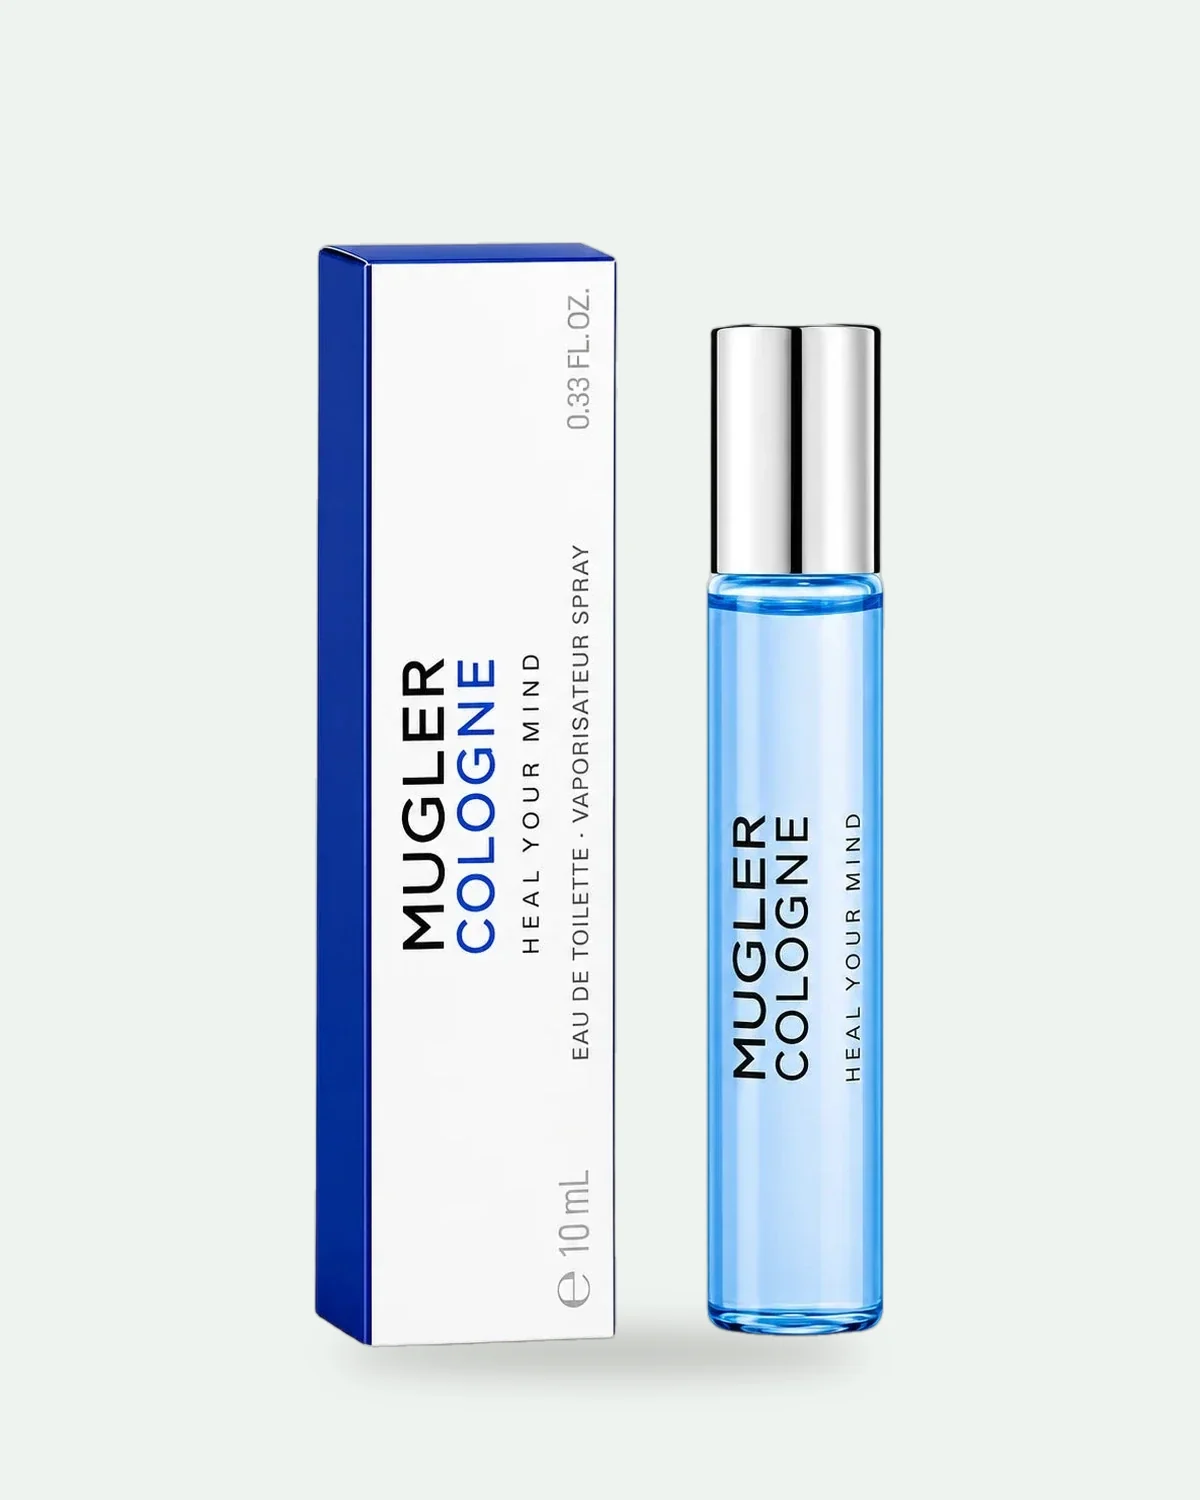 MUGLER
COLOGNE
HEAL YOUR MIND
EAU DE TOILETTE · VAPORISATEUR SPRAY
℮ 10 mL
0.33 FL.OZ.
MUGLER
COLOGNE
HEAL YOUR MIND